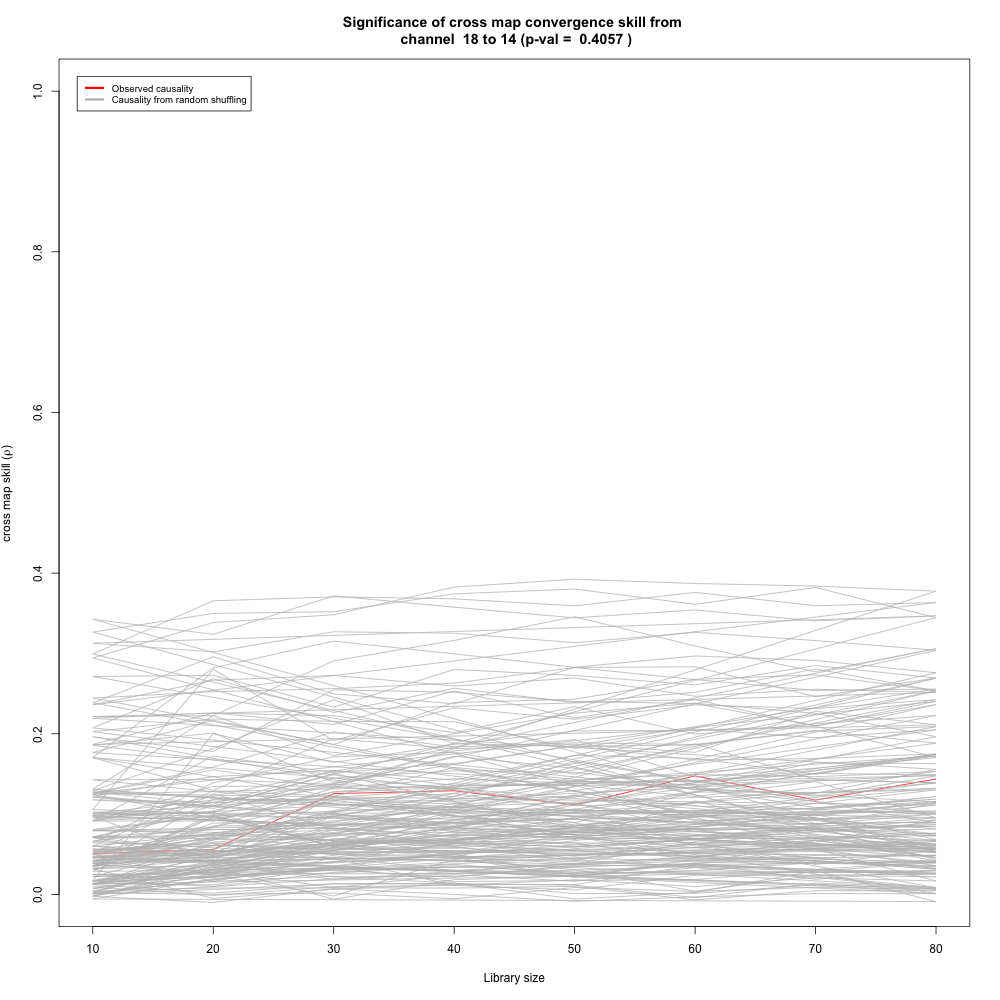 Significance of cross map convergence skill from
channel  18 to 14 (p-val =  0.4057 )
Observed causality
Causality from random shuffling
1.0
0.8
0.6
0.4
0.2
0.0
cross map skill (ρ)
10 20 30 40 50 60 70 80
Library size